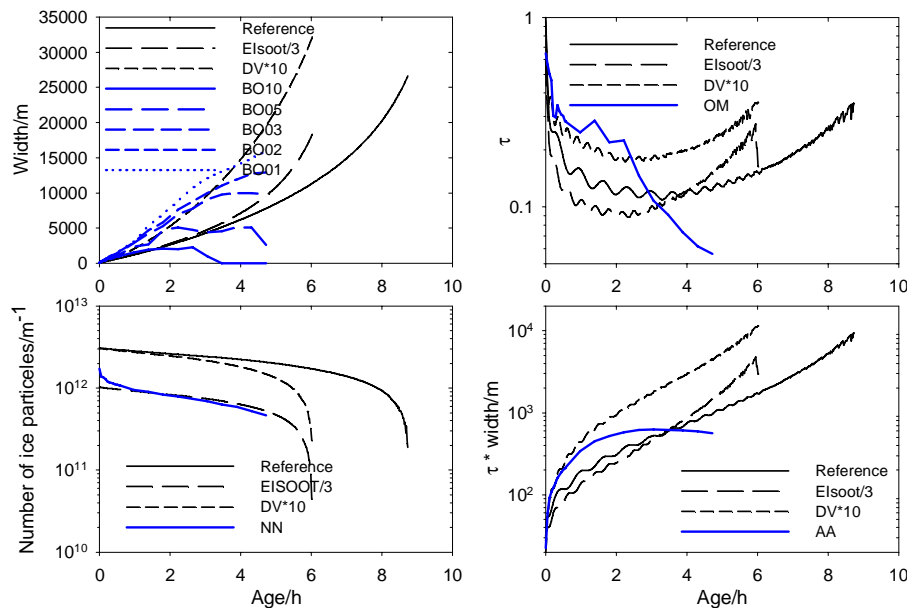 35000
30000
25000
20000
15000
10000
5000
0
Width/m
Reference
EIsoot/3
DV*10
BO10
BO05
BO03
BO02
BO01
0 2 4 6 8 10
1
0.1
τ
Reference
EIsoot/3
DV*10
OM
0 2 4 6 8 10
Age/h
10^13
10^12
10^11
10^10
Number of ice particeles/m^-1
Reference
EISOOT/3
DV*10
NN
0 2 4 6 8 10
Age/h
10^4
10^3
10^2
τ * width/m
Reference
EIsoot/3
DV*10
AA
0 2 4 6 8 10
Age/h